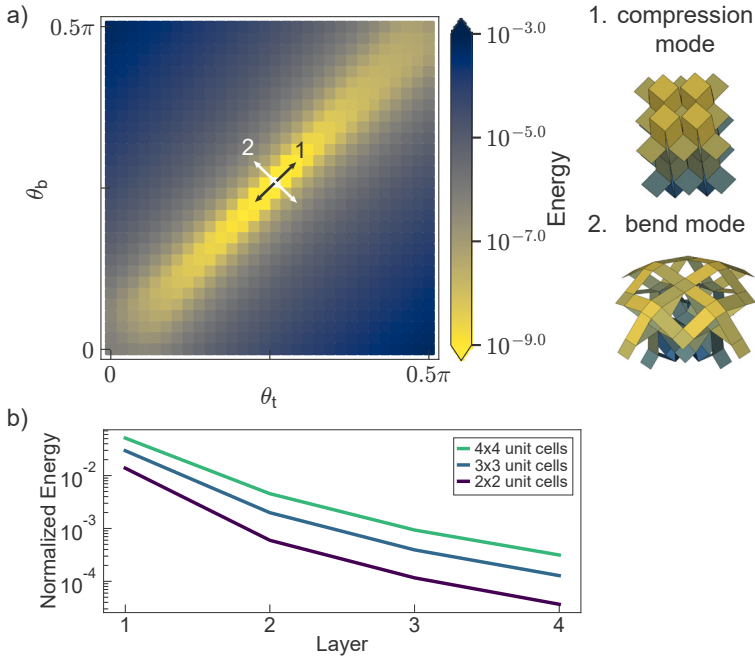 a)
0.5π
θb
0
0
0.5π
θt
2
1
10−3.0
10−5.0
10−7.0
10−9.0
Energy
1. compression
mode
2. bend mode
b)
Normalized Energy
10-2
10-3
10-4
4x4 unit cells
3x3 unit cells
2x2 unit cells
1
2
3
4
Layer